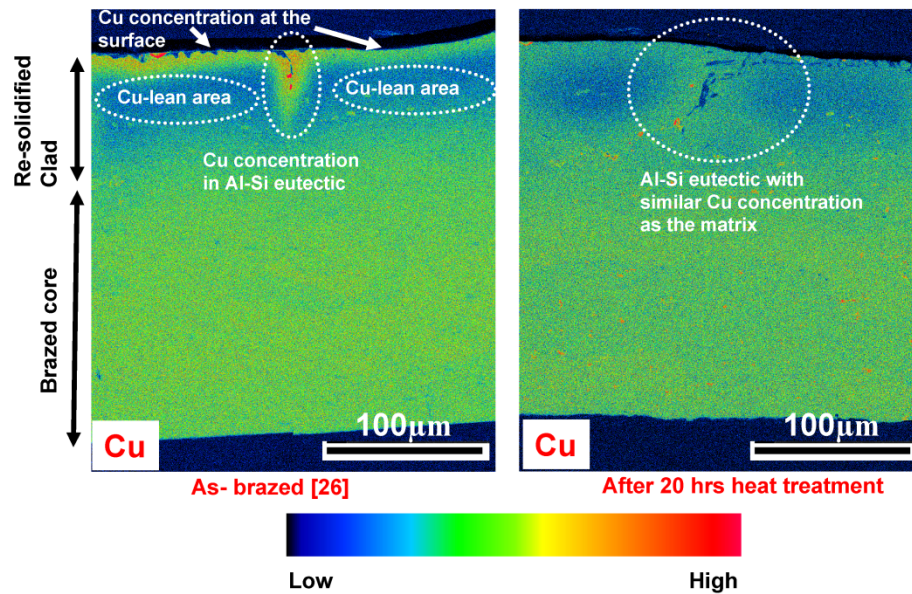 Cu concentration at the
surface
Cu-lean area
Cu-lean area
Cu concentration
in Al-Si eutectic
Re-solidified
Clad
Brazed core
Cu
100µm
As- brazed [26]
Al-Si eutectic with
similar Cu concentration
as the matrix
Cu
100µm
After 20 hrs heat treatment
Low
High